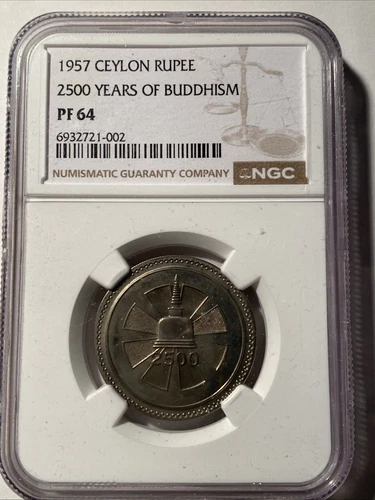 1957 CEYLON RUPEE
2500 YEARS OF BUDDHISM
PF 64
6932721-002
NUMISMATIC GUARANTY COMPANY NGC
2500